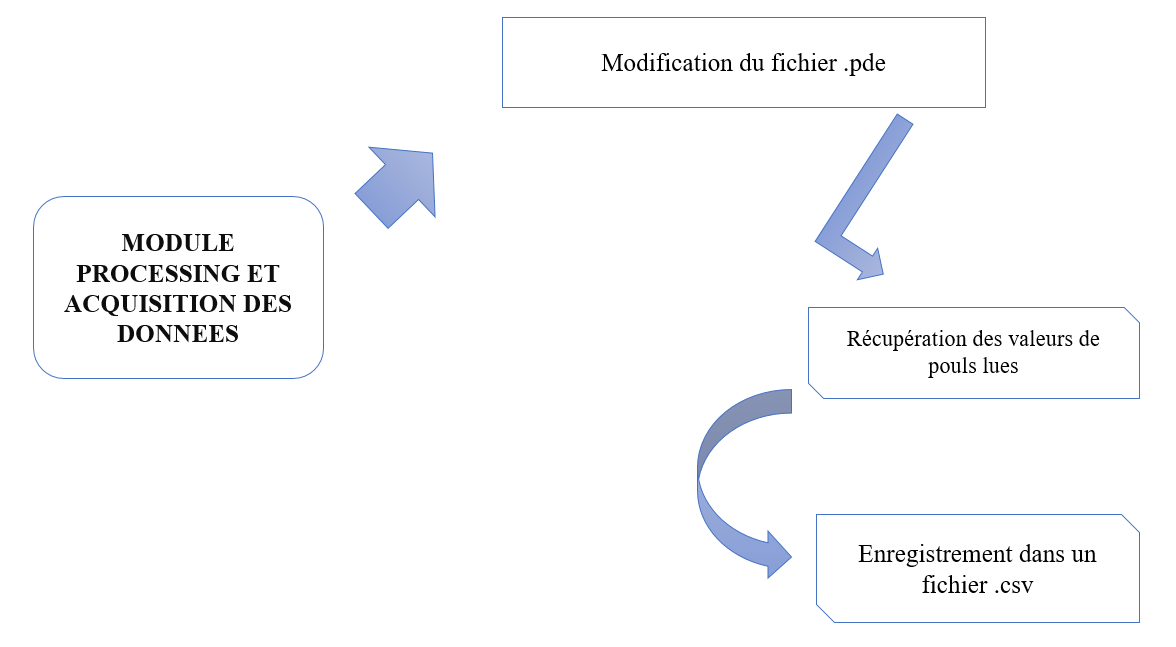 Modification du fichier .pde
MODULE
PROCESSING ET
ACQUISITION DES
DONNEES
Récupération des valeurs de
pouls lues
Enregistrement dans un
fichier .csv